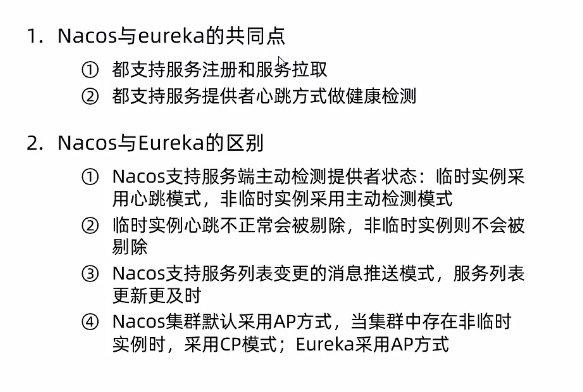 1. Nacos与eureka的共同点
① 都支持服务注册和服务拉取
② 都支持服务提供者心跳方式做健康检测
2. Nacos与Eureka的区别
① Nacos支持服务端主动检测提供者状态：临时实例采
用心跳模式，非临时实例采用主动检测模式
② 临时实例心跳不正常会被剔除，非临时实例则不会被
剔除
③ Nacos支持服务列表变更的消息推送模式，服务列表
更新更及时
④ Nacos集群默认采用AP方式，当集群中存在非临时
实例时，采用CP模式；Eureka采用AP方式